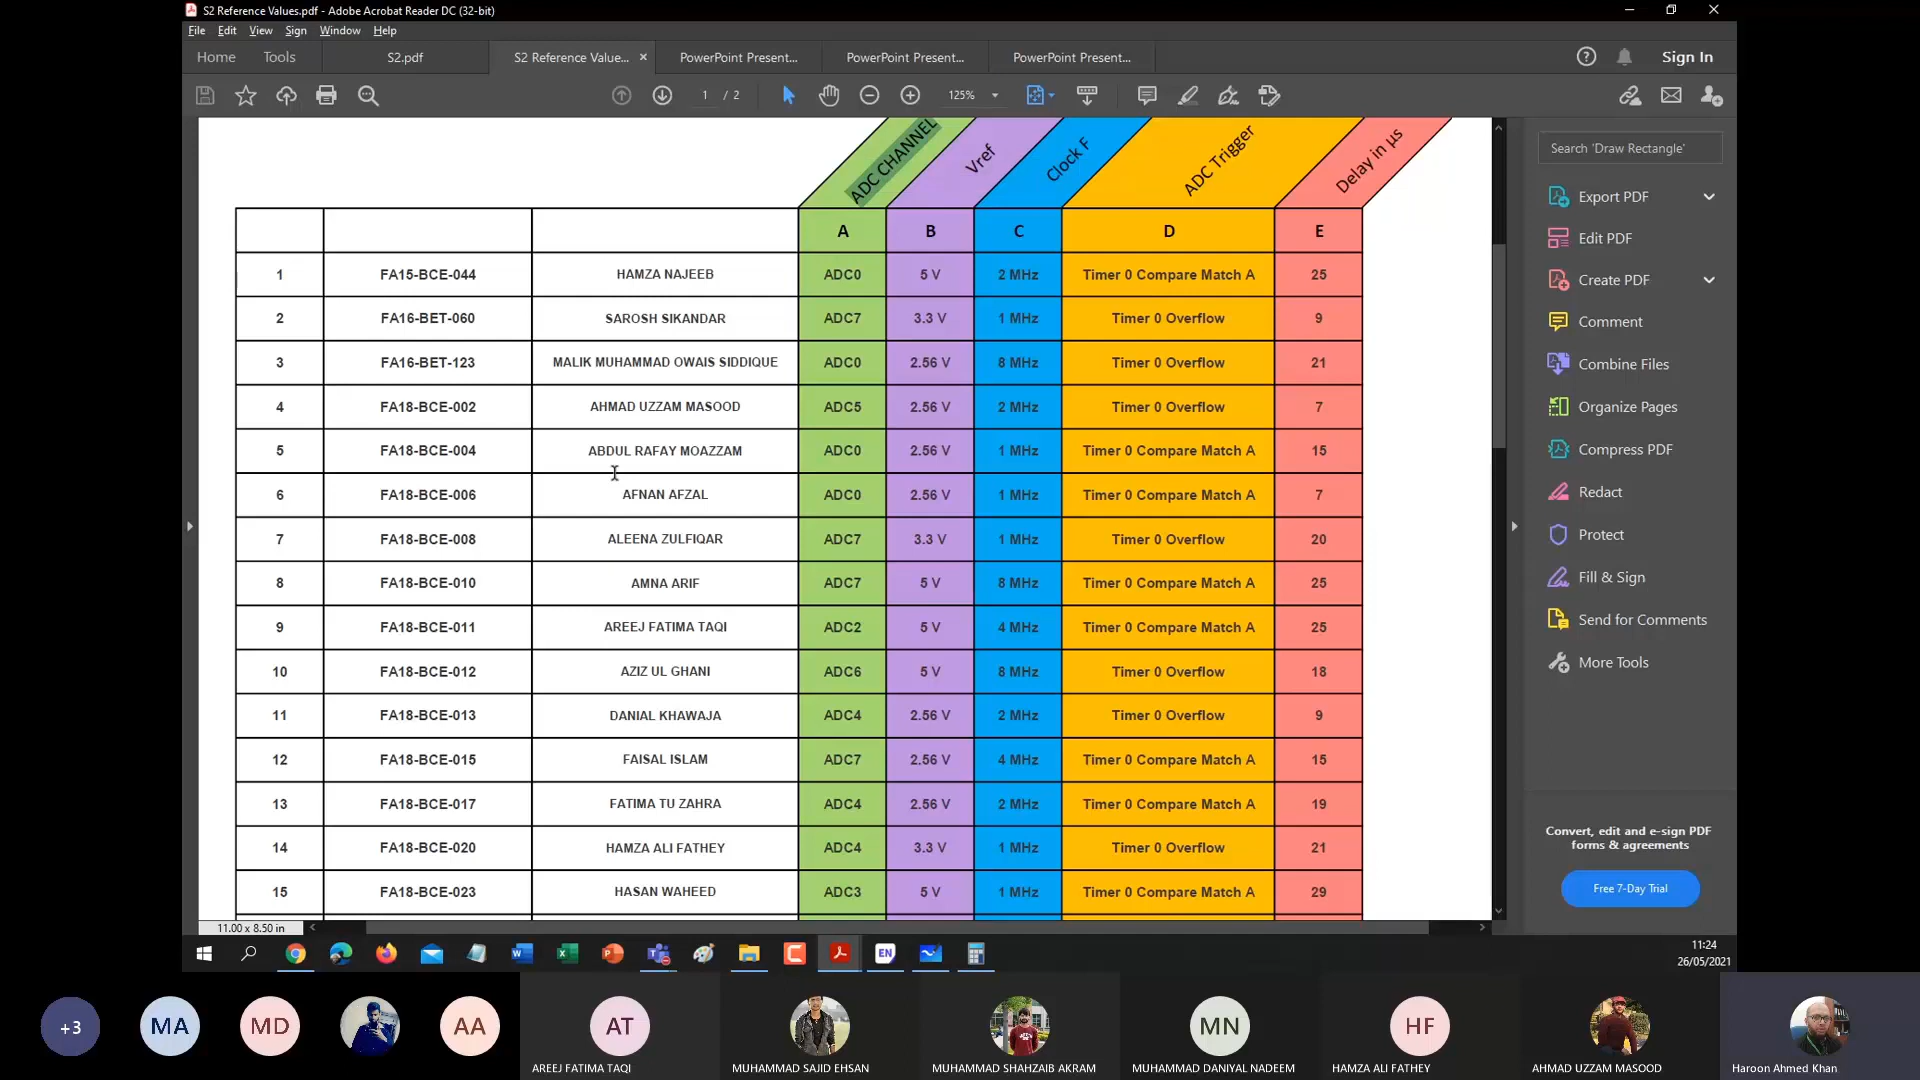 S2 Reference Values.pdf - Adobe Acrobat Reader DC (32-bit)
File Edit View Sign Window Help
Home Tools S2.pdf S2 Reference Value... × PowerPoint Present... PowerPoint Present... PowerPoint Present... Sign In
1 / 2 125%
ADC CHANNEL Vref Clock F ADC Trigger Delay in µs
A B C D E
1 FA15-BCE-044 HAMZA NAJEEB ADC0 5 V 2 MHz Timer 0 Compare Match A 25
2 FA16-BET-060 SAROSH SIKANDAR ADC7 3.3 V 1 MHz Timer 0 Overflow 9
3 FA16-BET-123 MALIK MUHAMMAD OWAIS SIDDIQUE ADC0 2.56 V 8 MHz Timer 0 Overflow 21
4 FA18-BCE-002 AHMAD UZZAM MASOOD ADC5 2.56 V 2 MHz Timer 0 Overflow 7
5 FA18-BCE-004 ABDUL RAFAY MOAZZAM ADC0 2.56 V 1 MHz Timer 0 Compare Match A 15
6 FA18-BCE-006 AFNAN AFZAL ADC0 2.56 V 1 MHz Timer 0 Compare Match A 7
7 FA18-BCE-008 ALEENA ZULFIQAR ADC7 3.3 V 1 MHz Timer 0 Overflow 20
8 FA18-BCE-010 AMNA ARIF ADC7 5 V 8 MHz Timer 0 Compare Match A 25
9 FA18-BCE-011 AREEJ FATIMA TAQI ADC2 5 V 4 MHz Timer 0 Compare Match A 25
10 FA18-BCE-012 AZIZ UL GHANI ADC6 5 V 8 MHz Timer 0 Overflow 18
11 FA18-BCE-013 DANIAL KHAWAJA ADC4 2.56 V 2 MHz Timer 0 Overflow 9
12 FA18-BCE-015 FAISAL ISLAM ADC7 2.56 V 4 MHz Timer 0 Compare Match A 15
13 FA18-BCE-017 FATIMA TU ZAHRA ADC4 2.56 V 2 MHz Timer 0 Compare Match A 19
14 FA18-BCE-020 HAMZA ALI FATHEY ADC4 3.3 V 1 MHz Timer 0 Overflow 21
15 FA18-BCE-023 HASAN WAHEED ADC3 5 V 1 MHz Timer 0 Compare Match A 29
11.00 x 8.50 in
Search 'Draw Rectangle'
Export PDF
Edit PDF
Create PDF
Comment
Combine Files
Organize Pages
Compress PDF
Redact
Protect
Fill & Sign
Send for Comments
More Tools
Convert, edit and e-sign PDF
forms & agreements
Free 7-Day Trial
EN
11:24
26/05/2021
+3 MA MD AA AT MN HF
AREEJ FATIMA TAQI MUHAMMAD SAJID EHSAN MUHAMMAD SHAHZAIB AKRAM MUHAMMAD DANIYAL NADEEM HAMZA ALI FATHEY AHMAD UZZAM MASOOD Haroon Ahmed Khan